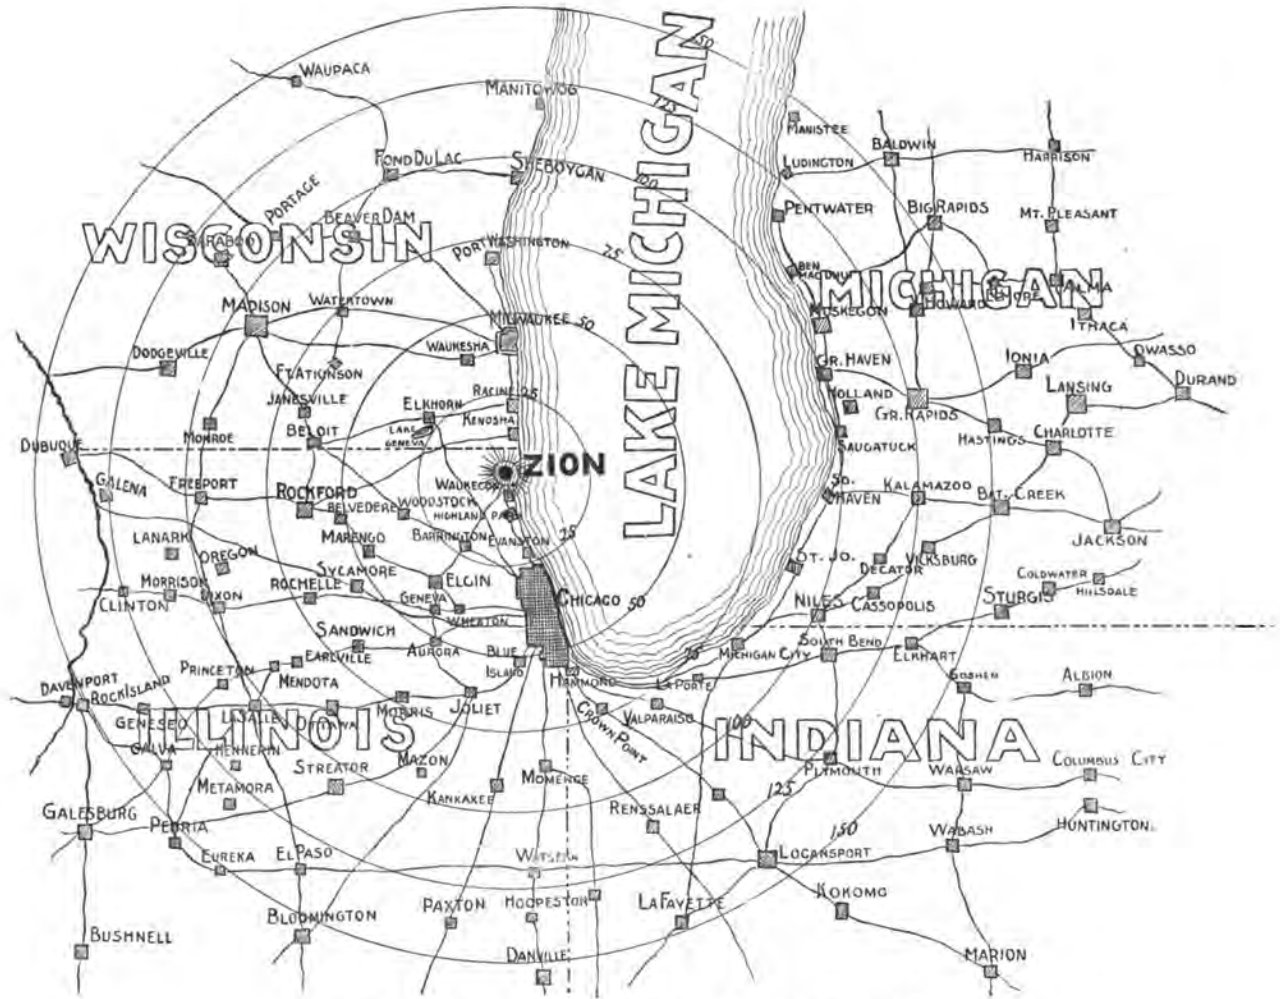 150
WAUPACA
MANITOWOG
125
MANISTEE
BALDWIN
HARRISON
FOND DU LAC
SHEBOYGAN
100
LUDINGTON
PORTAGE
BEAVER DAM
PENTWATER
BIG RAPIDS
MT. PLEASANT
WISCONSIN
BARABOO
PORT WASHINGTON
75
LAKE MICHIGAN
BEN
MICHIGAN
ALMA
HOWARD
ELMORE
MADISON
WATERTOWN
MILWAUKEE
50
MUSKEGON
ITHACA
DODGEVILLE
WAUKESHA
FT. ATKINSON
GR. HAVEN
IONIA
OWASSO
DURAND
LANSING
JANESVILLE
ELKHORN
RACINE
25
HOLLAND
GR. RAPIDS
MONROE
BELOIT
LAKE
GENEVA
KENOSHA
SAUGATUCK
HASTINGS
CHARLOTTE
DUBUQUE
ZION
GALENA
FREEPORT
ROCKFORD
WAUKEGON
SO.
HAVEN
KALAMAZOO
BAT. CREEK
BELVEDERE
WOODSTOCK
HIGHLAND PARK
LANARK
OREGON
MARENGO
BARRINGTON
EVANSTON
25
JACKSON
VICKSBURG
ST. JO.
DECATOR
SYCAMORE
ELGIN
COLDWATER
HILLSDALE
MORRISON
CLINTON
DIXON
ROCHELLE
GENEVA
WHEATON
CHICAGO
50
NILES
CASSOPOLIS
STURGIS
SANDWICH
AURORA
BLUE
ISLAND
75
MICHIGAN CITY
SOUTH BEND
ELKHART
EARLVILLE
PRINCETON
MENDOTA
HAMMOND
LA PORTE
GOSHEN
ALBION
DAVENPORT
ROCK ISLAND
GENESEO
LA SALLE
OTTAWA
MORRIS
JOLIET
CROWN POINT
VALPARAISO
100
ILLINOIS
INDIANA
GALVA
HENNERIN
STREATOR
MAZON
MOMENCE
PLYMOUTH
WARSAW
COLUMBUS CITY
METAMORA
KANKAKEE
125
GALESBURG
PEORIA
RENSSALAER
150
WABASH
HUNTINGTON.
EUREKA
EL PASO
WATSEKA
LOGANSPORT
BLOOMINGTON
PAXTON
HOOPESTON
LA FAYETTE
KOKOMO
BUSHNELL
DANVILLE
MARION